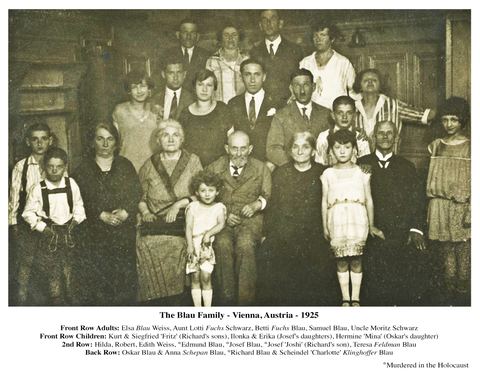 The Blau Family - Vienna, Austria - 1925
Front Row Adults: Elsa Blau Weiss, Aunt Lotti Fuchs Schwarz, Betti Fuchs Blau, Samuel Blau, Uncle Moritz Schwarz
Front Row Children: Kurt & Siegfried 'Fritz' (Richard's sons), Ilonka & Erika (Josef's daughters), Hermine 'Mina' (Oskar's daughter)
2nd Row: Hilda, Robert, Edith Weiss, *Edmund Blau, *Josef Blau, *Josef 'Joshi' (Richard's son), Teresa Feldman Blau
Back Row: Oskar Blau & Anna Schepan Blau, *Richard Blau & Scheindel 'Charlotte' Klinghoffer Blau
*Murdered in the Holocaust